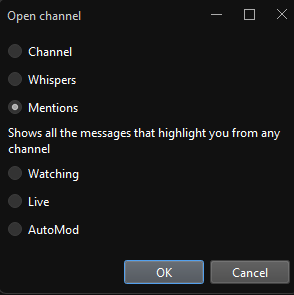 Open channel
Channel
Whispers
Mentions
Shows all the messages that highlight you from any
channel
Watching
Live
AutoMod
OK Cancel